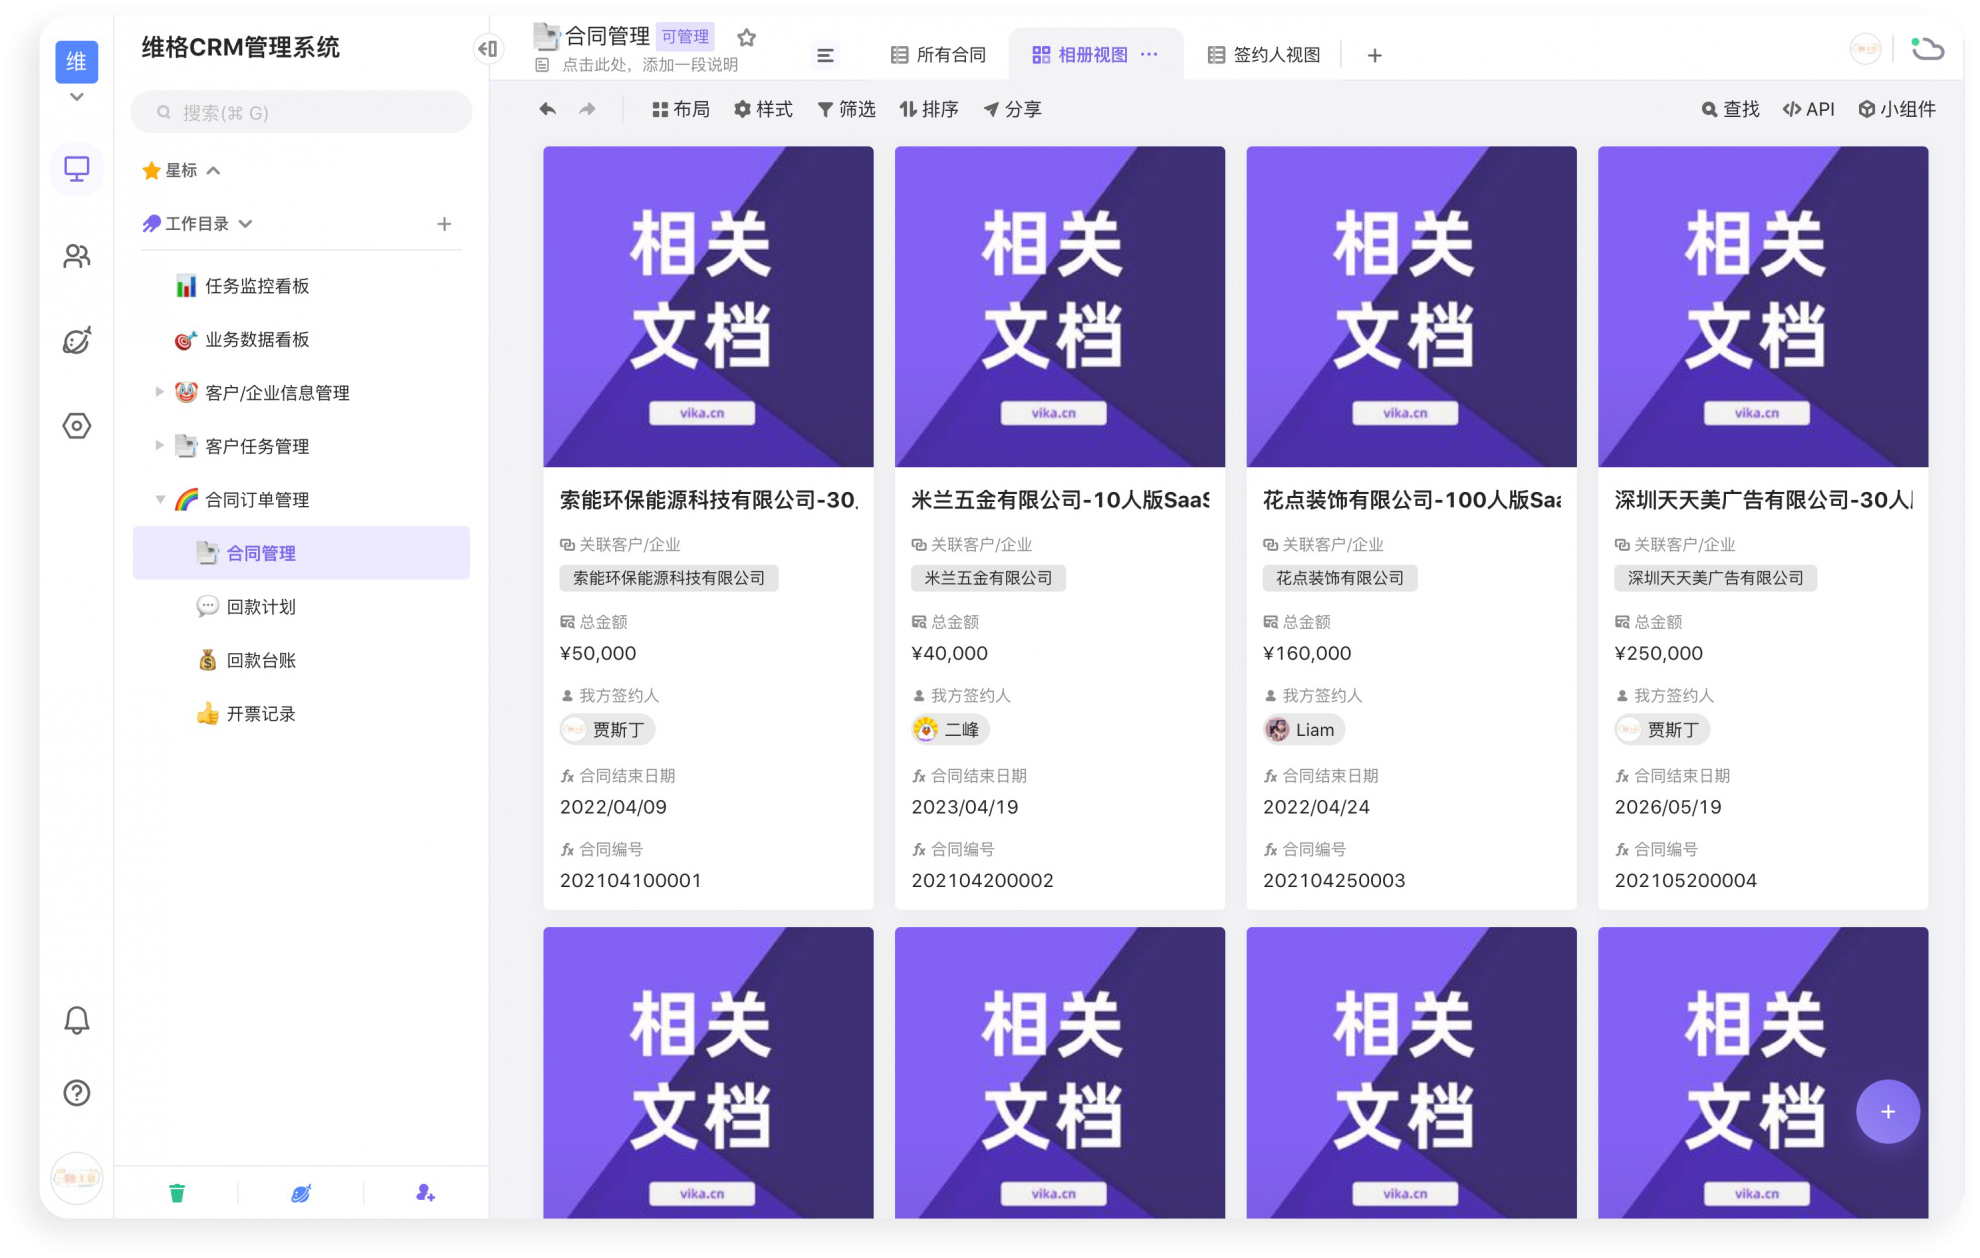 维
维格CRM管理系统
搜索(⌘ G)
星标
工作目录
任务监控看板
业务数据看板
客户/企业信息管理
客户任务管理
合同订单管理
合同管理
回款计划
回款台账
开票记录
合同管理 可管理
点击此处，添加一段说明
所有合同
相册视图
签约人视图
布局 样式 筛选 排序 分享
查找 API 小组件
相关
文档
vika.cn
索能环保能源科技有限公司-30
关联客户/企业
索能环保能源科技有限公司
总金额
¥50,000
我方签约人
贾斯丁
合同结束日期
2022/04/09
合同编号
202104100001
相关
文档
vika.cn
米兰五金有限公司-10人版SaaS
关联客户/企业
米兰五金有限公司
总金额
¥40,000
我方签约人
二峰
合同结束日期
2023/04/19
合同编号
202104200002
相关
文档
vika.cn
花点装饰有限公司-100人版Saa
关联客户/企业
花点装饰有限公司
总金额
¥160,000
我方签约人
Liam
合同结束日期
2022/04/24
合同编号
202104250003
相关
文档
vika.cn
深圳天天美广告有限公司-30人
关联客户/企业
深圳天天美广告有限公司
总金额
¥250,000
我方签约人
贾斯丁
合同结束日期
2026/05/19
合同编号
202105200004
相关
文档
vika.cn
相关
文档
vika.cn
相关
文档
vika.cn
相关
文档
vika.cn